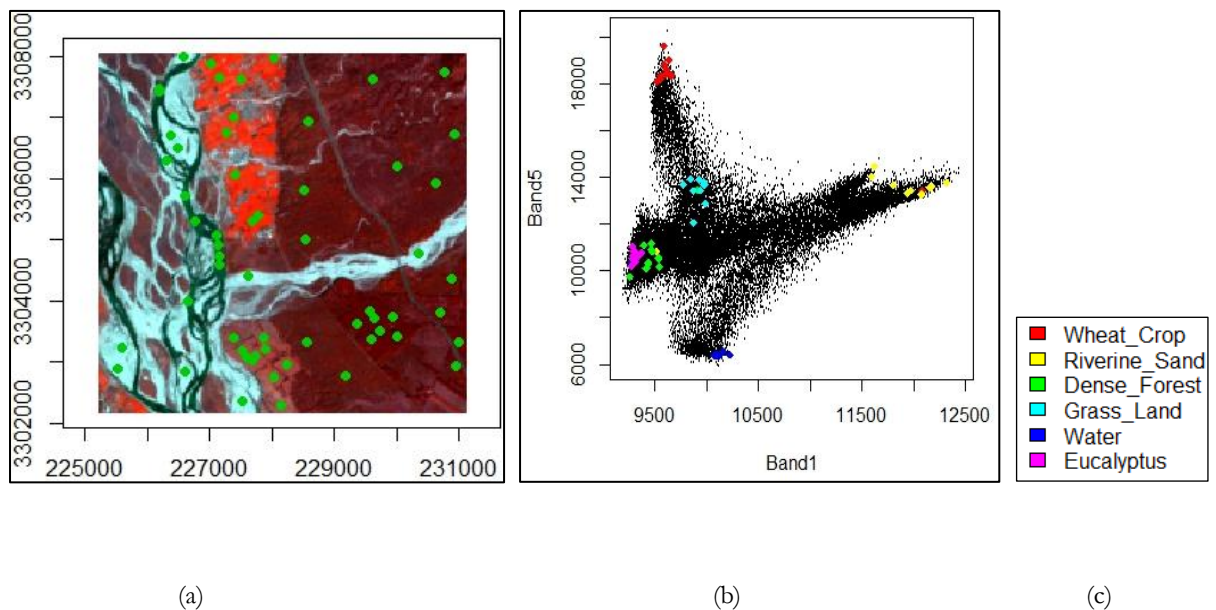 3302000 3304000 3306000 3308000
225000 227000 229000 231000
Band5
6000 10000 14000 18000
9500 10500 11500 12500
Band1
Wheat_Crop
Riverine_Sand
Dense_Forest
Grass_Land
Water
Eucalyptus
(a) (b) (c)